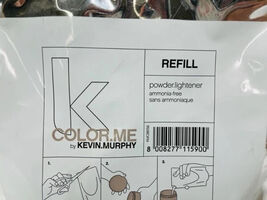 REFILL
k
COLOR.ME
by KEVIN.MURPHY
powder.lightener
ammonia-free
sans ammoniaque
8 008277 115900
1.
2.
3.